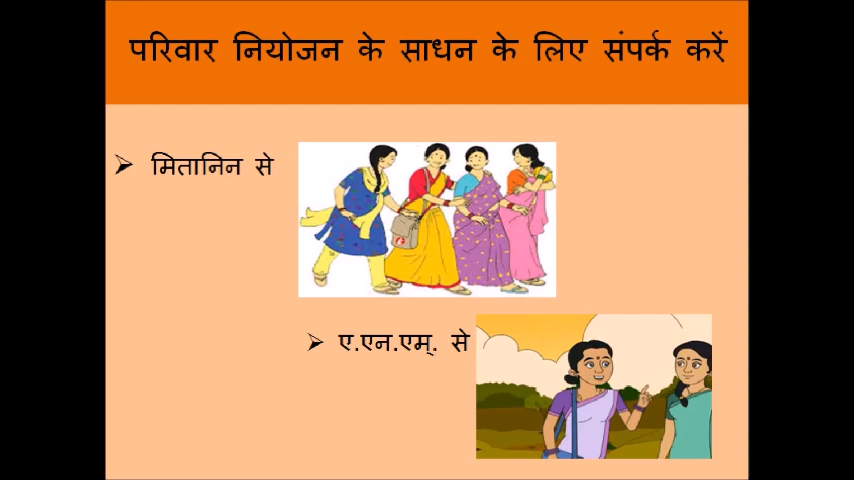 परिवार नियोजन के साधन के लिए संपर्क करें
➢ मितानिन से
➢ ए.एन.एम्. से